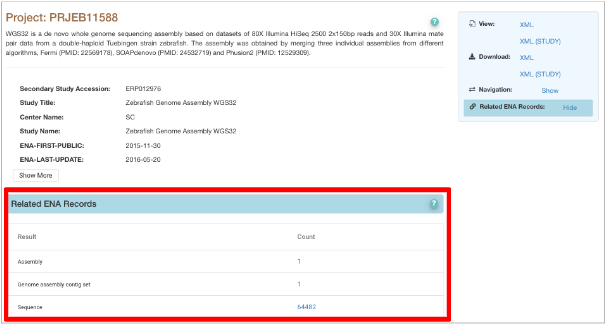 Project: PRJEB11588
?
WGS32 is a de novo whole genome sequencing assembly based on datasets of 80X Illumina HiSeq 2500 2x150bp reads and 30X Illumina mate
pair data from a double-haploid Tuebingen strain zebrafish. The assembly was obtained by merging three individual assemblies from different
algorithms, Fermi (PMID: 22569178), SOAPdenovo (PMID: 24532719) and Phusion2 (PMID: 12529309).
Secondary Study Accession: ERP012976
Study Title: Zebrafish Genome Assembly WGS32
Center Name: SC
Study Name: Zebrafish Genome Assembly WGS32
ENA-FIRST-PUBLIC: 2015-11-30
ENA-LAST-UPDATE: 2016-05-20
Show More
View: XML
XML (STUDY)
Download: XML
XML (STUDY)
Navigation: Show
Related ENA Records: Hide
Related ENA Records ?
Result Count
Assembly 1
Genome assembly contig set 1
Sequence 64482